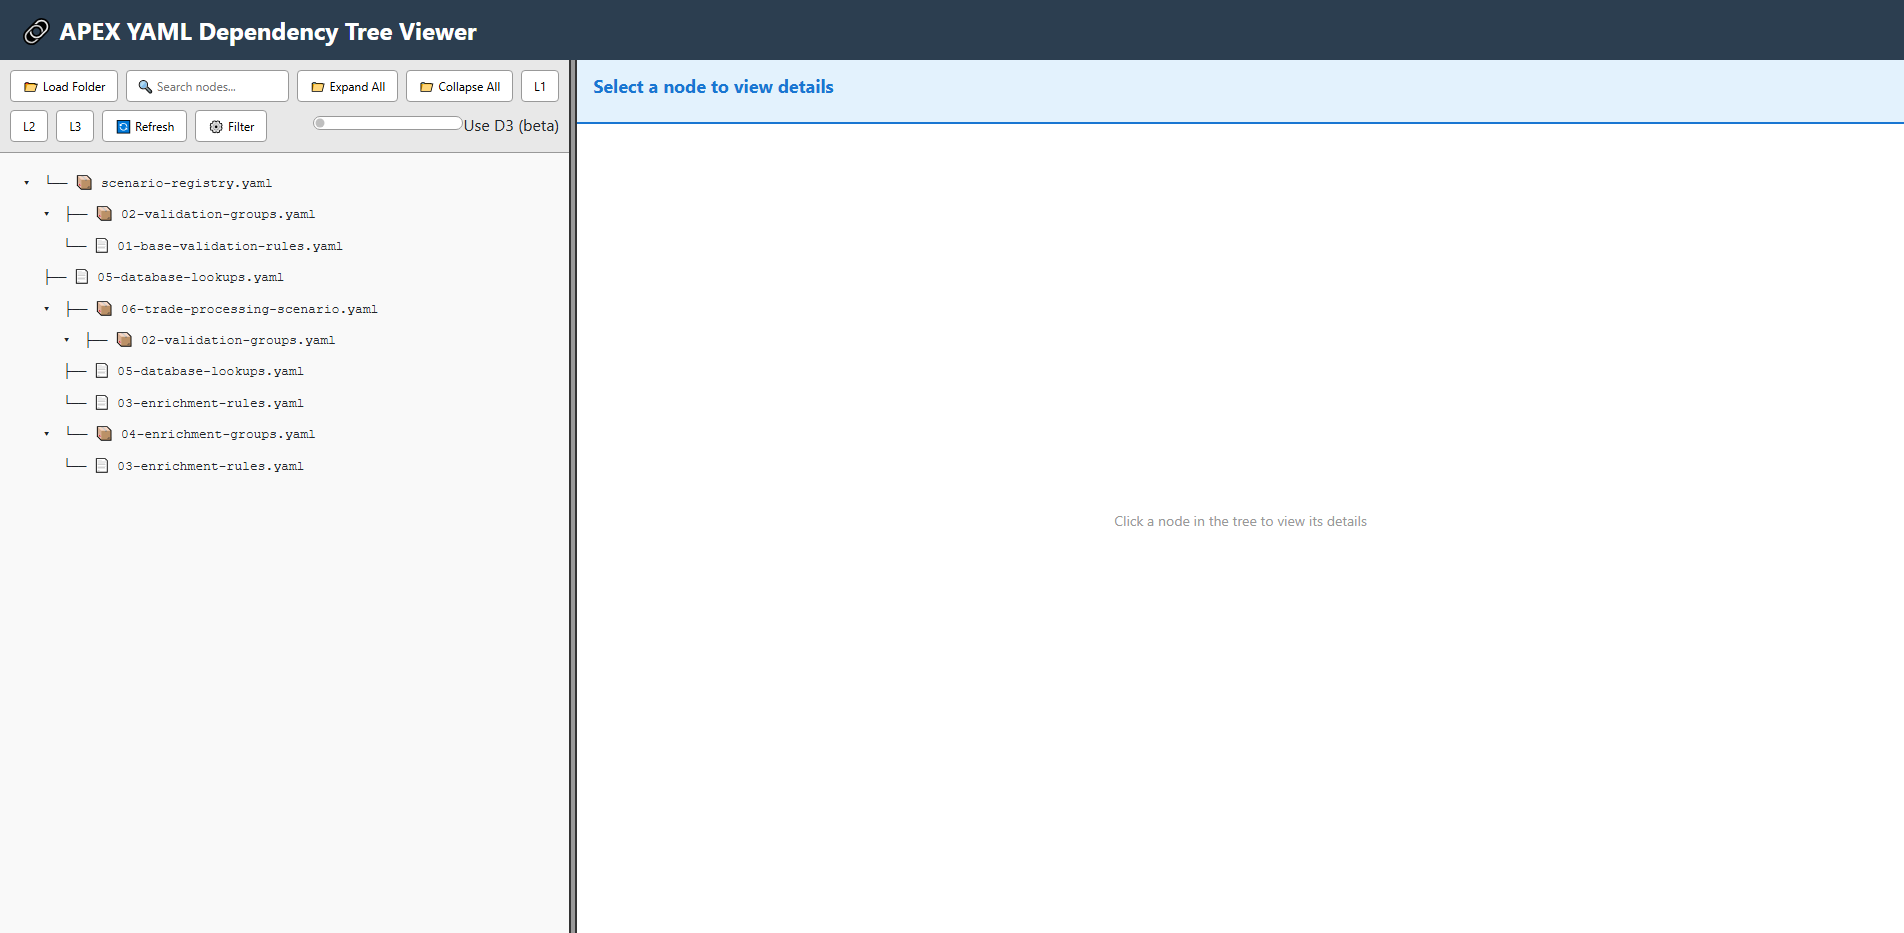 APEX YAML Dependency Tree Viewer
Load Folder
Search nodes...
Expand All
Collapse All
L1
L2
L3
Refresh
Filter
Use D3 (beta)
scenario-registry.yaml
02-validation-groups.yaml
01-base-validation-rules.yaml
05-database-lookups.yaml
06-trade-processing-scenario.yaml
02-validation-groups.yaml
05-database-lookups.yaml
03-enrichment-rules.yaml
04-enrichment-groups.yaml
03-enrichment-rules.yaml
Select a node to view details
Click a node in the tree to view its details